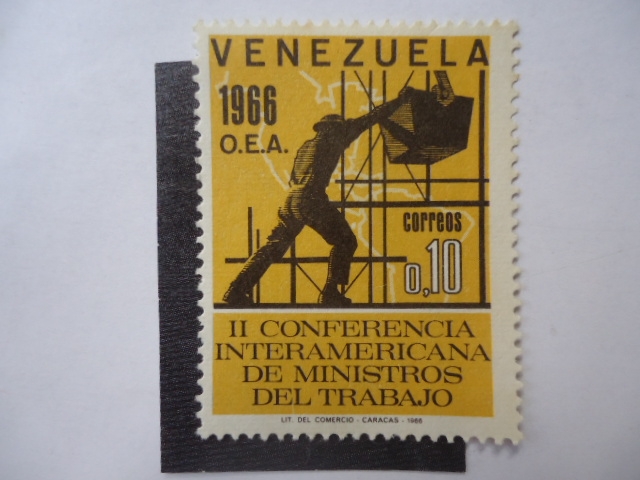 VENEZUELA
1966
O.E.A.
CORREOS
0,10
II CONFERENCIA
INTERAMERICANA
DE MINISTROS
DEL TRABAJO
LIT. DEL COMERCIO - CARACAS - 1966